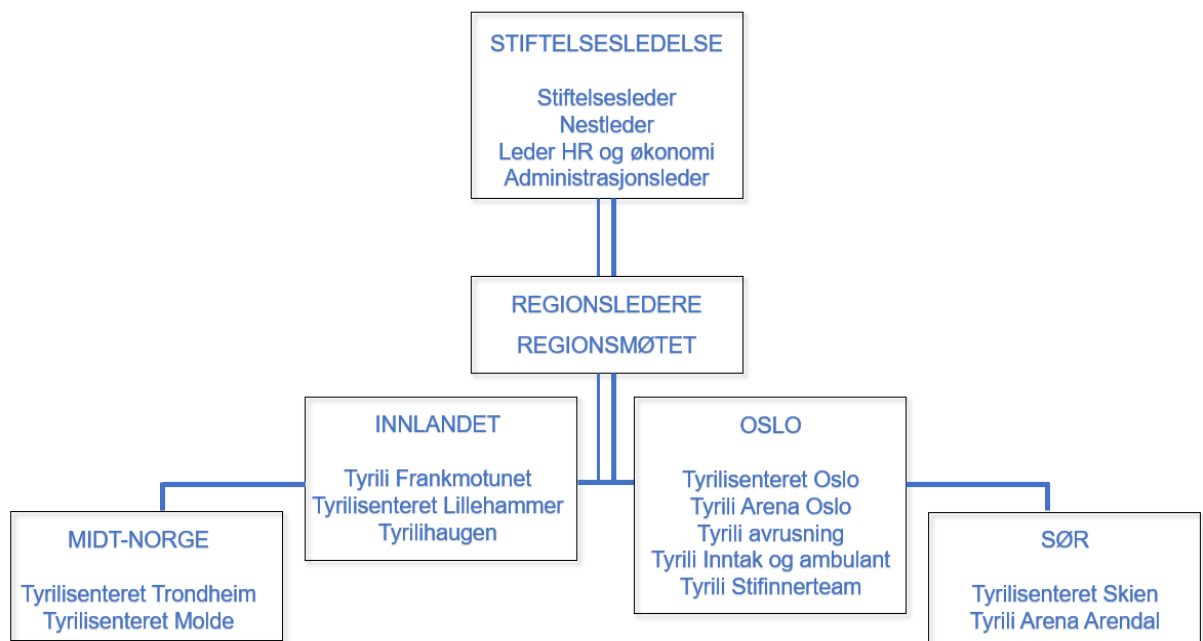 STIFTELSESLEDELSE
Stiftelsesleder
Nestleder
Leder HR og økonomi
Administrasjonsleder
REGIONSLEDERE
REGIONSMØTET
INNLANDET
Tyrili Frankmotunet
Tyrilisenteret Lillehammer
Tyrilihaugen
OSLO
Tyrilisenteret Oslo
Tyrili Arena Oslo
Tyrili avrusning
Tyrili Inntak og ambulant
Tyrili Stifinnerteam
MIDT-NORGE
Tyrilisenteret Trondheim
Tyrilisenteret Molde
SØR
Tyrilisenteret Skien
Tyrili Arena Arendal